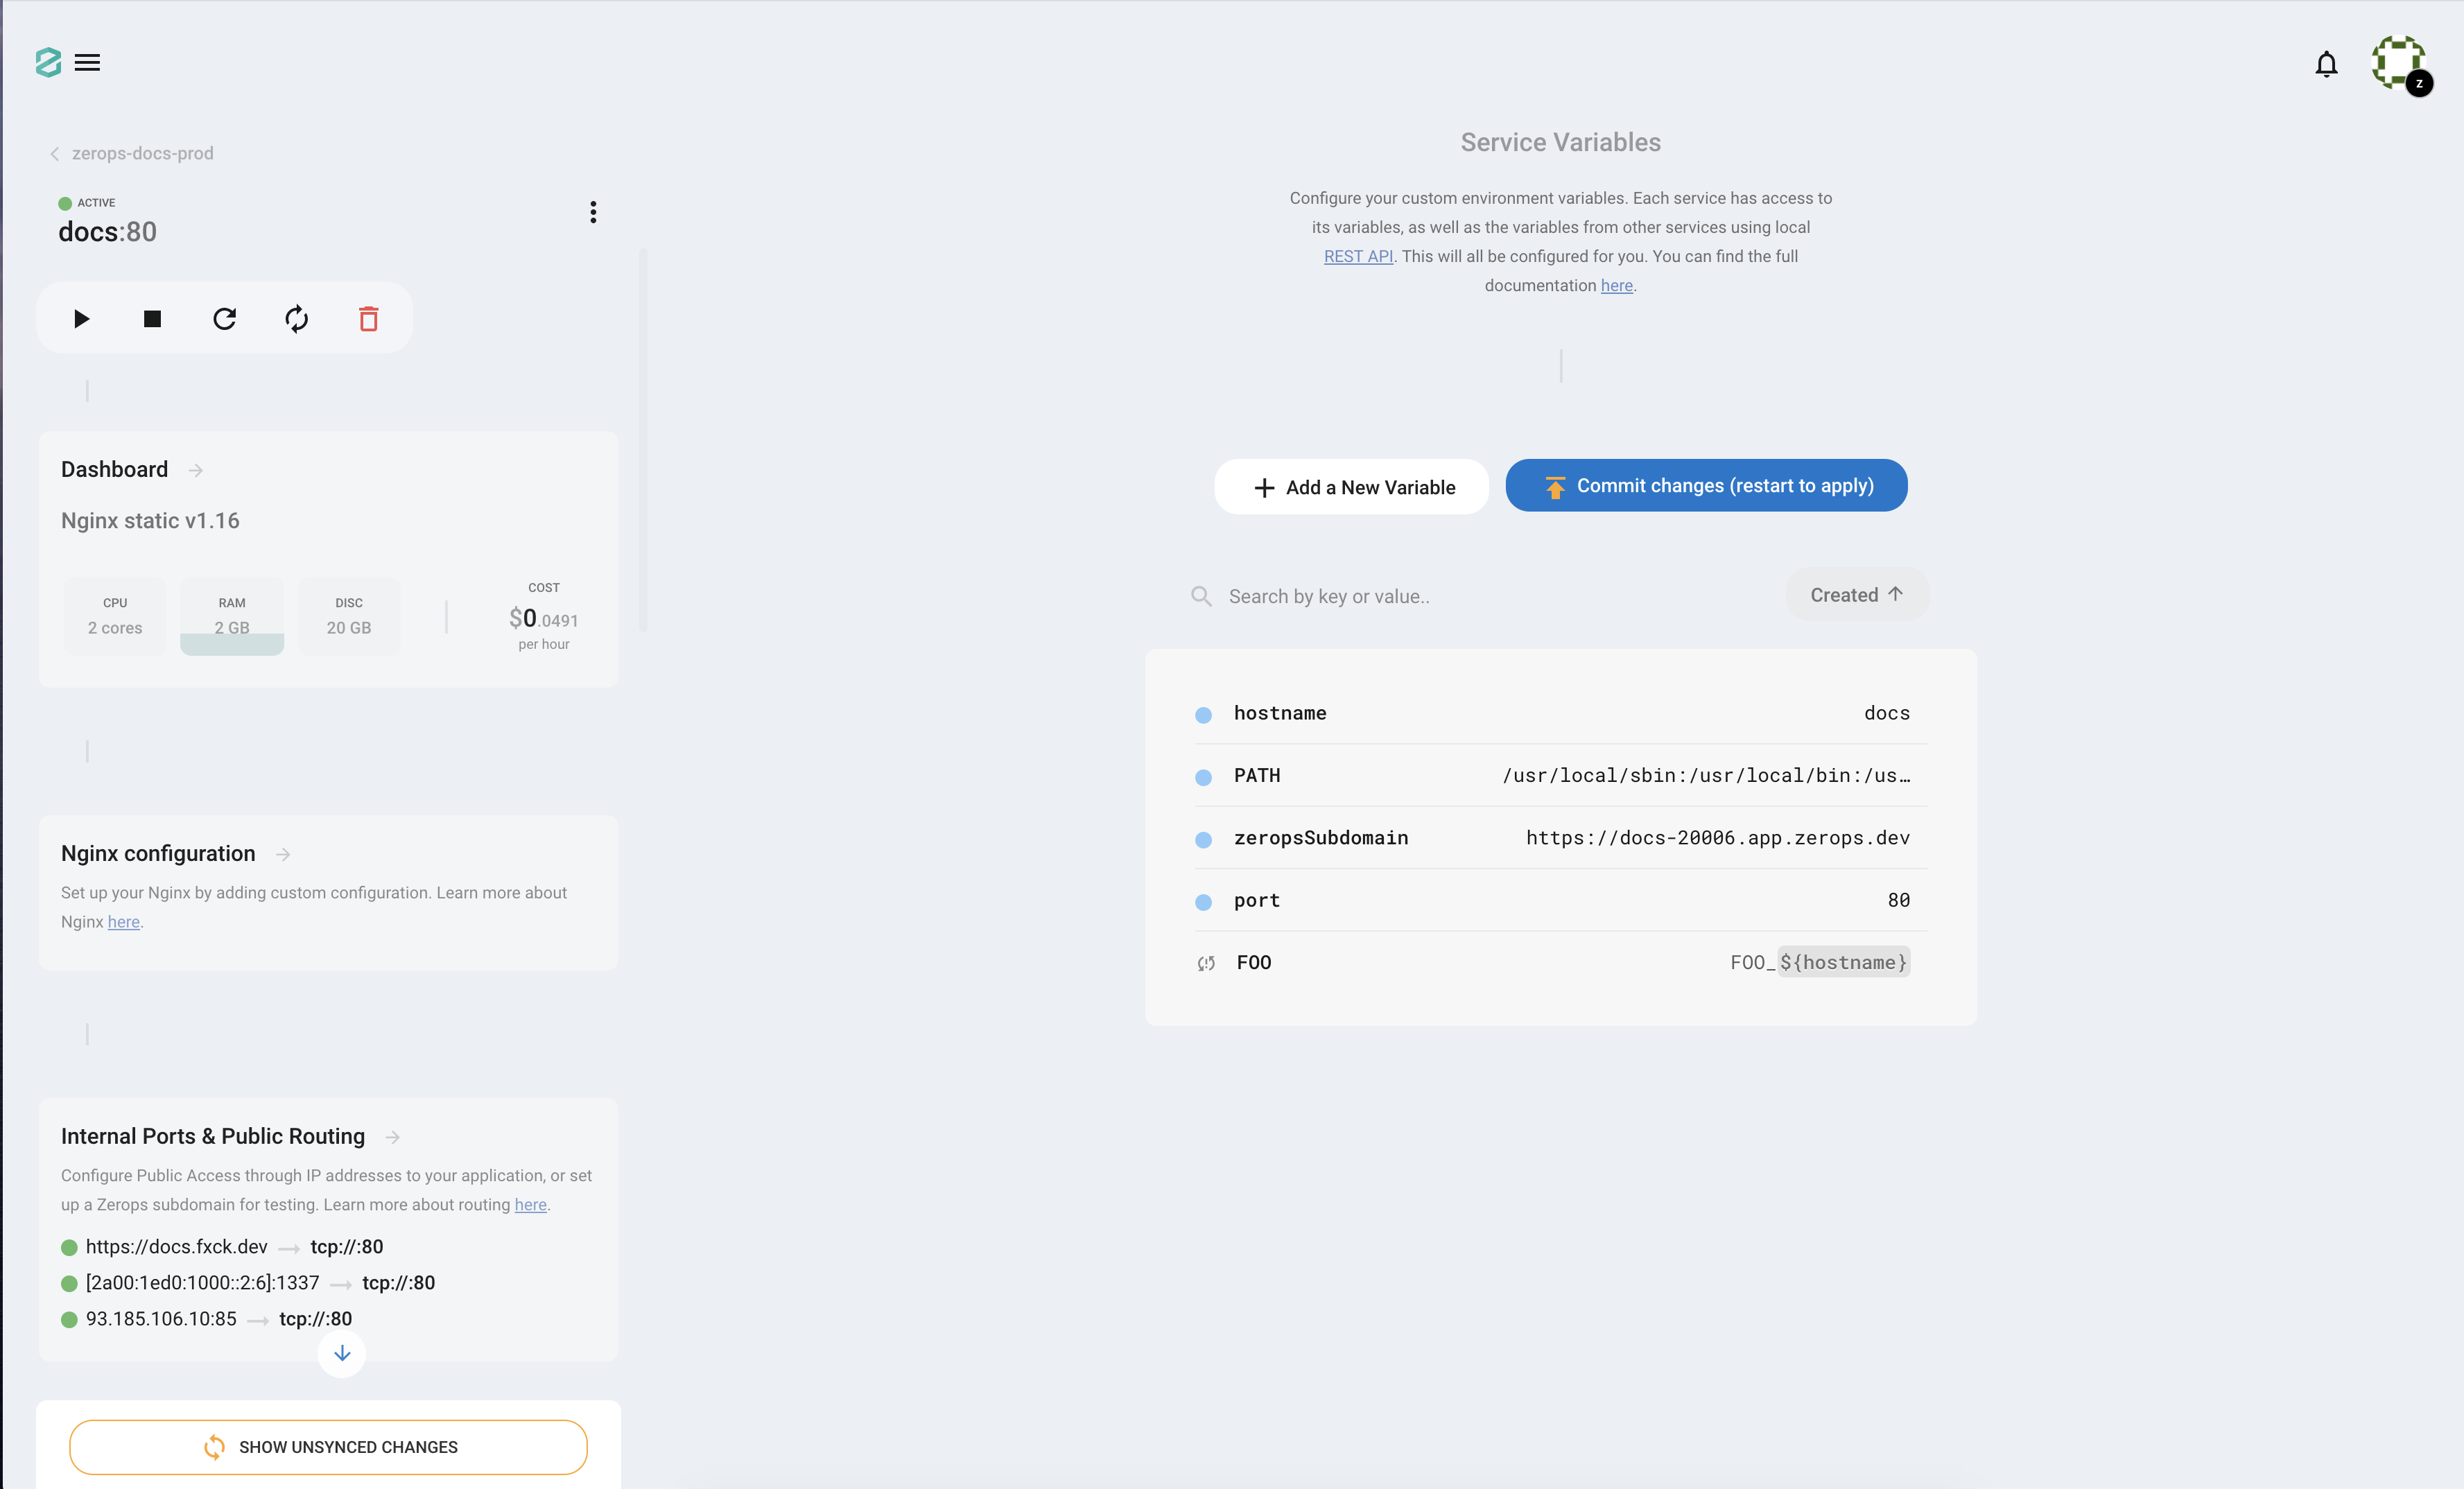 z
zerops-docs-prod
ACTIVE
docs:80
Dashboard
Nginx static v1.16
CPU
2 cores
RAM
2 GB
DISC
20 GB
COST
$0.0491
per hour
Nginx configuration
Set up your Nginx by adding custom configuration. Learn more about
Nginx here.
Internal Ports & Public Routing
Configure Public Access through IP addresses to your application, or set
up a Zerops subdomain for testing. Learn more about routing here.
https://docs.fxck.dev → tcp://:80
[2a00:1ed0:1000::2:6]:1337 → tcp://:80
93.185.106.10:85 → tcp://:80
SHOW UNSYNCED CHANGES
Service Variables
Configure your custom environment variables. Each service has access to
its variables, as well as the variables from other services using local
REST API. This will all be configured for you. You can find the full
documentation here.
Add a New Variable
Commit changes (restart to apply)
Search by key or value..
Created ↑
hostname docs
PATH /usr/local/sbin:/usr/local/bin:/us…
zeropsSubdomain https://docs-20006.app.zerops.dev
port 80
FOO FOO_${hostname}